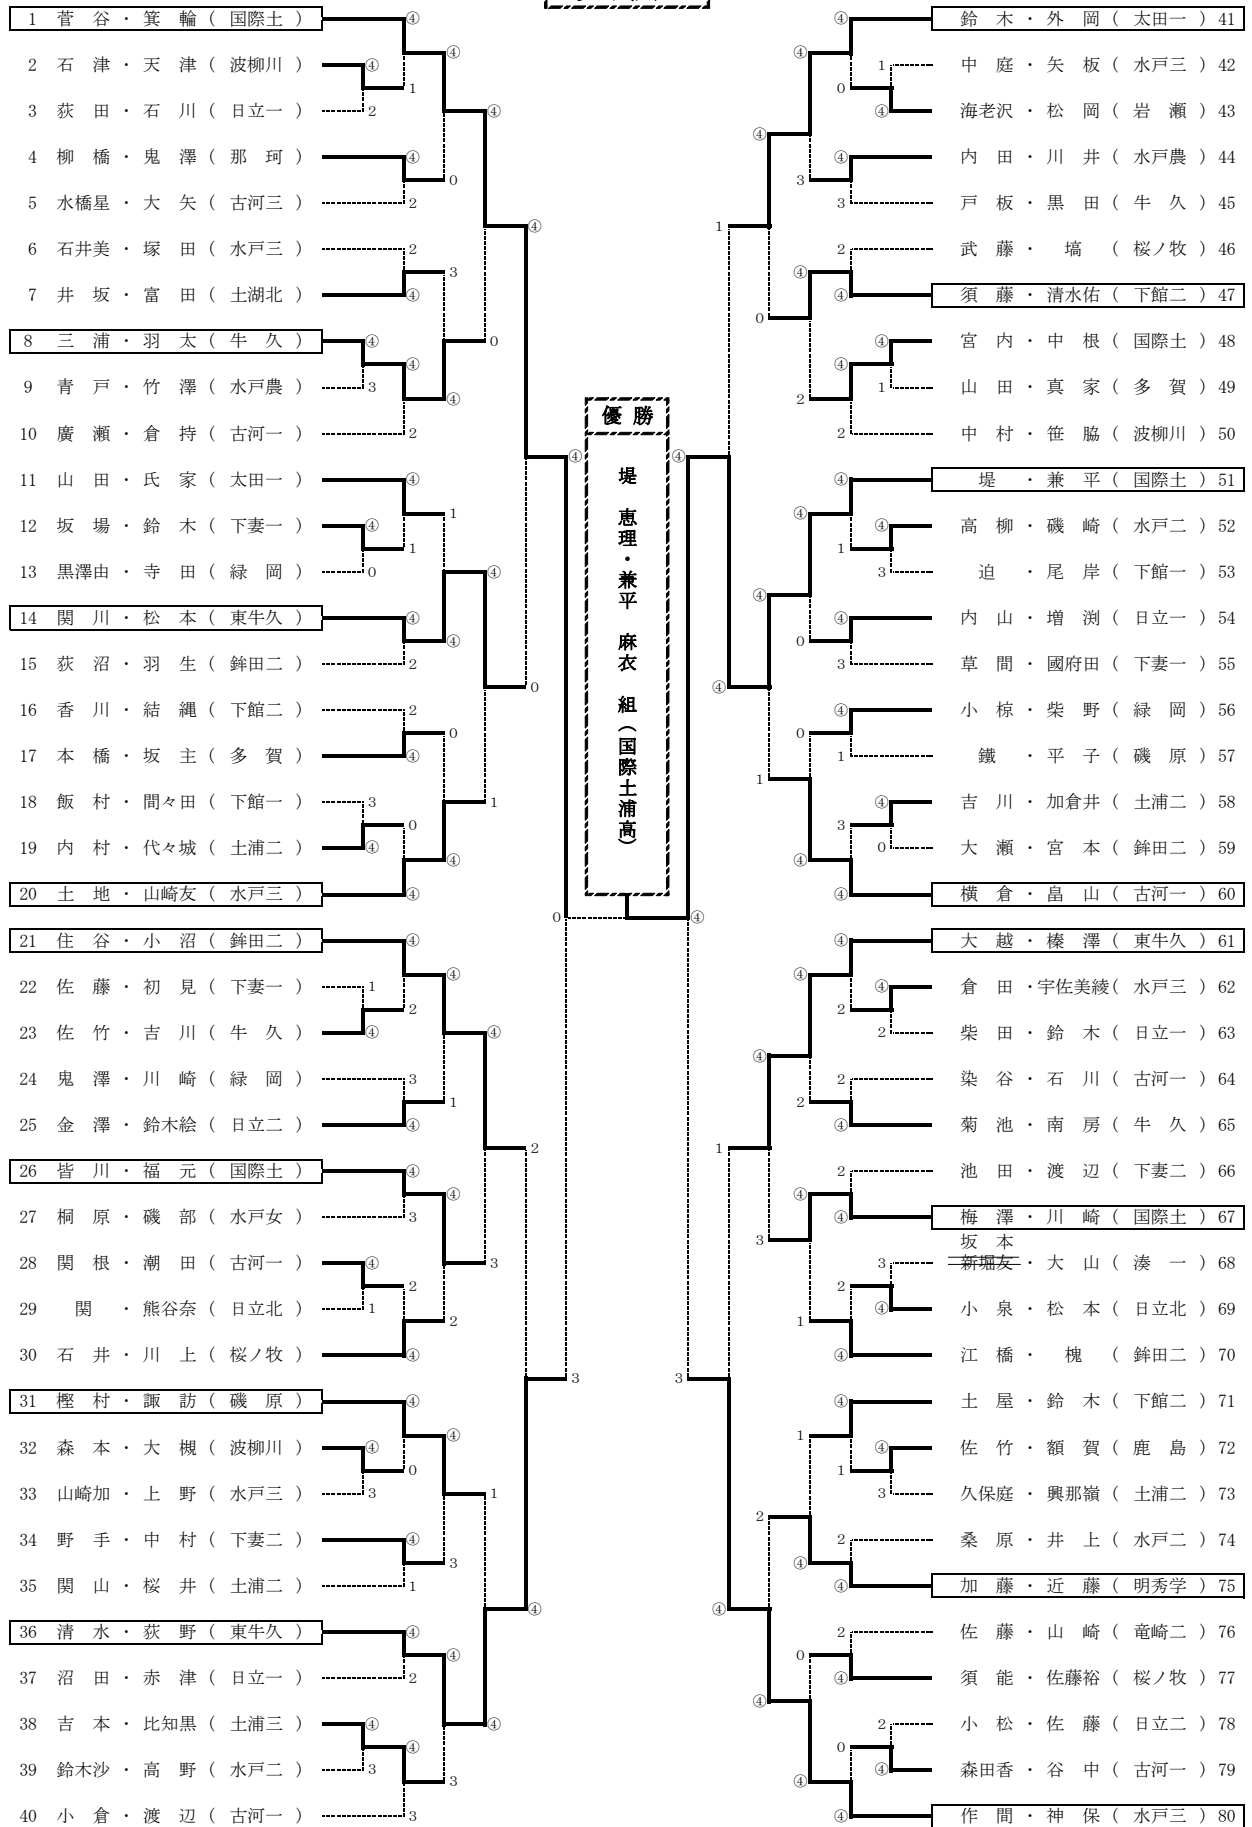 1 菅谷・箕輪 ( 国際土 )
2 石津・天津 ( 波柳川 )
3 荻田・石川 ( 日立一 )
4 柳橋・鬼澤 ( 那珂 )
5 水橋星・大矢 ( 古河三 )
6 石井美・塚田 ( 水戸三 )
7 井坂・富田 ( 土湖北 )
8 三浦・羽太 ( 牛久 )
9 青戸・竹澤 ( 水戸農 )
10 廣瀬・倉持 ( 古河一 )
11 山田・氏家 ( 太田一 )
12 坂場・鈴木 ( 下妻一 )
13 黒澤由・寺田 ( 緑岡 )
14 関川・松本 ( 東牛久 )
15 荻沼・羽生 ( 鉾田二 )
16 香川・結縄 ( 下館二 )
17 本橋・坂主 ( 多賀 )
18 飯村・間々田 ( 下館一 )
19 内村・代々城 ( 土浦二 )
20 土地・山崎友 ( 水戸三 )
21 住谷・小沼 ( 鉾田二 )
22 佐藤・初見 ( 下妻一 )
23 佐竹・吉川 ( 牛久 )
24 鬼澤・川崎 ( 緑岡 )
25 金澤・鈴木絵 ( 日立二 )
26 皆川・福元 ( 国際土 )
27 桐原・磯部 ( 水戸女 )
28 関根・潮田 ( 古河一 )
29 関・熊谷奈 ( 日立北 )
30 石井・川上 ( 桜ノ牧 )
31 樫村・諏訪 ( 磯原 )
32 森本・大槻 ( 波柳川 )
33 山崎加・上野 ( 水戸三 )
34 野手・中村 ( 下妻二 )
35 関山・桜井 ( 土浦二 )
36 清水・荻野 ( 東牛久 )
37 沼田・赤津 ( 日立一 )
38 吉本・比知黒 ( 土浦三 )
39 鈴木沙・高野 ( 水戸二 )
40 小倉・渡辺 ( 古河一 )
優勝
堤 恵理・兼平 麻衣 組（国際土浦高）
鈴木・外岡 ( 太田一 ) 41
中庭・矢板 ( 水戸三 ) 42
海老沢・松岡 ( 岩瀬 ) 43
内田・川井 ( 水戸農 ) 44
戸板・黒田 ( 牛久 ) 45
武藤・塙 ( 桜ノ牧 ) 46
須藤・清水佑 ( 下館二 ) 47
宮内・中根 ( 国際土 ) 48
山田・真家 ( 多賀 ) 49
中村・笹脇 ( 波柳川 ) 50
堤・兼平 ( 国際土 ) 51
高柳・磯崎 ( 水戸二 ) 52
迫・尾岸 ( 下館一 ) 53
内山・増渕 ( 日立一 ) 54
草間・國府田 ( 下妻一 ) 55
小椋・柴野 ( 緑岡 ) 56
鐵・平子 ( 磯原 ) 57
吉川・加倉井 ( 土浦二 ) 58
大瀬・宮本 ( 鉾田二 ) 59
横倉・畠山 ( 古河一 ) 60
大越・榛澤 ( 東牛久 ) 61
倉田・宇佐美綾 ( 水戸三 ) 62
柴田・鈴木 ( 日立一 ) 63
染谷・石川 ( 古河一 ) 64
菊池・南房 ( 牛久 ) 65
池田・渡辺 ( 下妻二 ) 66
梅澤・川崎 ( 国際土 ) 67
坂本
新堀友・大山 ( 湊一 ) 68
小泉・松本 ( 日立北 ) 69
江橋・槐 ( 鉾田二 ) 70
土屋・鈴木 ( 下館二 ) 71
佐竹・額賀 ( 鹿島 ) 72
久保庭・興那嶺 ( 土浦二 ) 73
桑原・井上 ( 水戸二 ) 74
加藤・近藤 ( 明秀学 ) 75
佐藤・山崎 ( 竜崎二 ) 76
須能・佐藤裕 ( 桜ノ牧 ) 77
小松・佐藤 ( 日立二 ) 78
森田香・谷中 ( 古河一 ) 79
作間・神保 ( 水戸三 ) 80